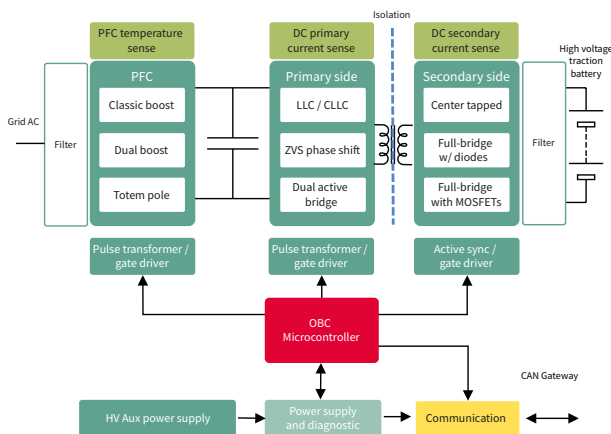 Isolation
PFC temperature
sense
DC primary
current sense
DC secondary
current sense
High voltage
traction
battery
Grid AC
Filter
PFC
Classic boost
Dual boost
Totem pole
Primary side
LLC / CLLC
ZVS phase shift
Dual active
bridge
Secondary side
Center tapped
Full-bridge
w/ diodes
Full-bridge
with MOSFETs
Filter
Pulse transformer /
gate driver
Pulse transformer /
gate driver
Active sync /
gate driver
OBC
Microcontroller
CAN Gateway
HV Aux power supply
Power supply
and diagnostic
Communication